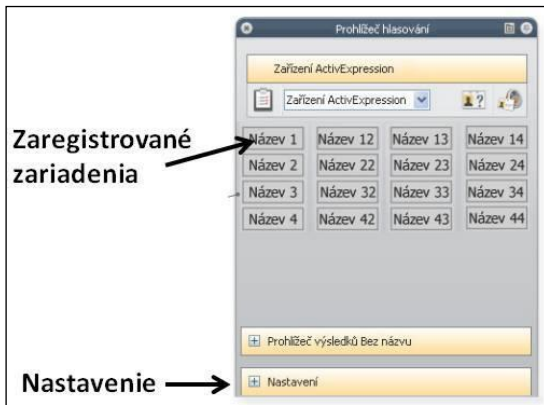 Prohlížeč hlasování
Zařízení ActivExpression
Zařízení ActivExpression
Zaregistrované
zariadenia
Název 1 Název 12 Název 13 Název 14
Název 2 Název 22 Název 23 Název 24
Název 3 Název 32 Název 33 Název 34
Název 4 Název 42 Název 43 Název 44
Prohlížeč výsledků Bez názvu
Nastavenie
Nastavení